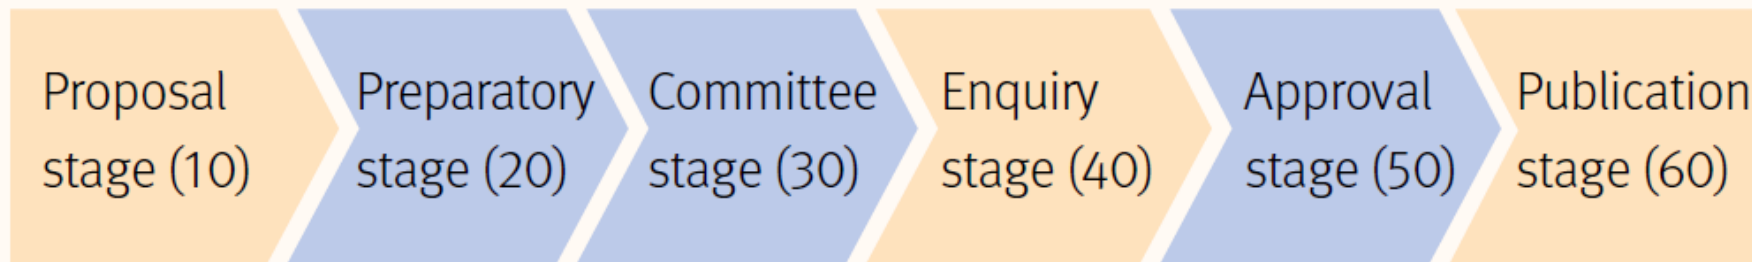 Proposal
stage (10)
Preparatory
stage (20)
Committee
stage (30)
Enquiry
stage (40)
Approval
stage (50)
Publication
stage (60)